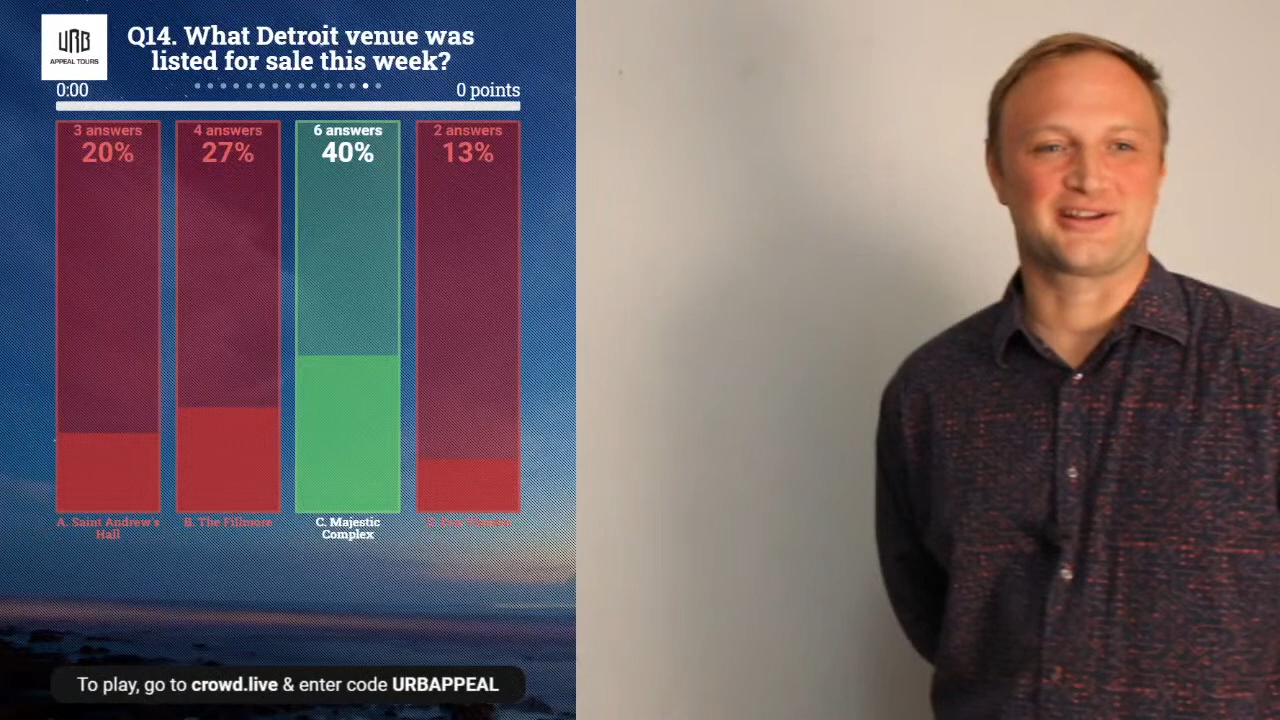 URB
APPEAL TOURS
Q14. What Detroit venue was
listed for sale this week?
0:00
0 points
3 answers
20%
4 answers
27%
6 answers
40%
2 answers
13%
A. Saint Andrew's
Hall
B. The Fillmore
C. Majestic
Complex
To play, go to crowd.live & enter code URBAPPEAL